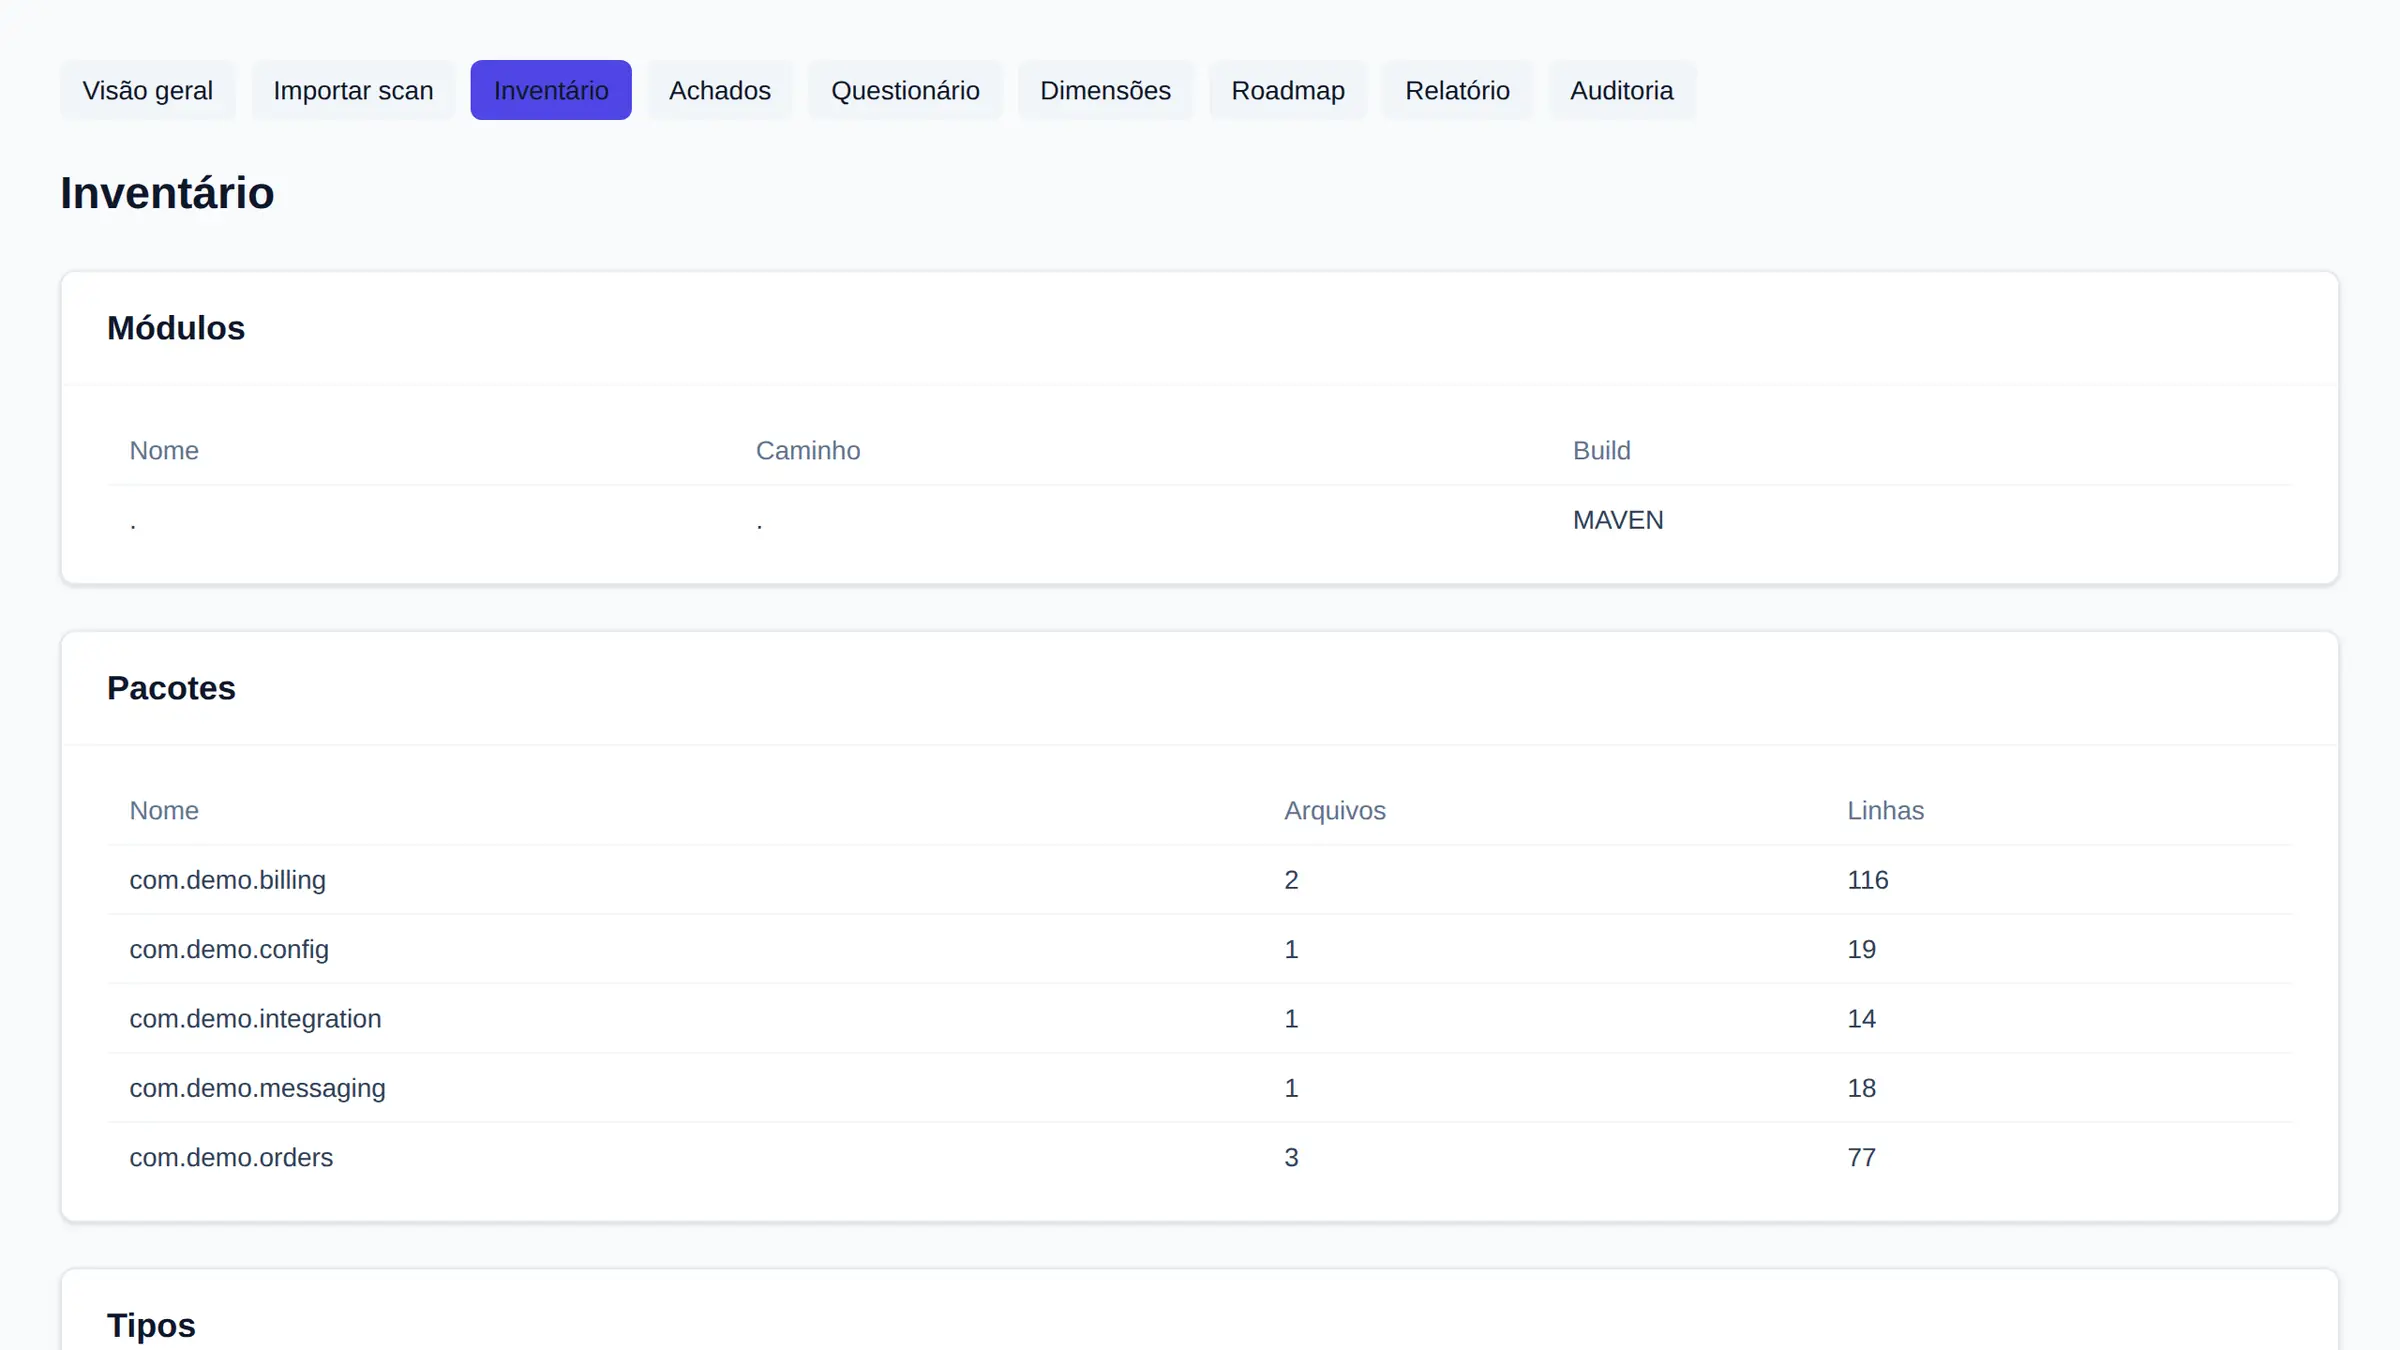 Visão geral Importar scan Inventário Achados Questionário Dimensões Roadmap Relatório Auditoria
Inventário
Módulos
Nome Caminho Build
. . MAVEN
Pacotes
Nome Arquivos Linhas
com.demo.billing 2 116
com.demo.config 1 19
com.demo.integration 1 14
com.demo.messaging 1 18
com.demo.orders 3 77
Tipos